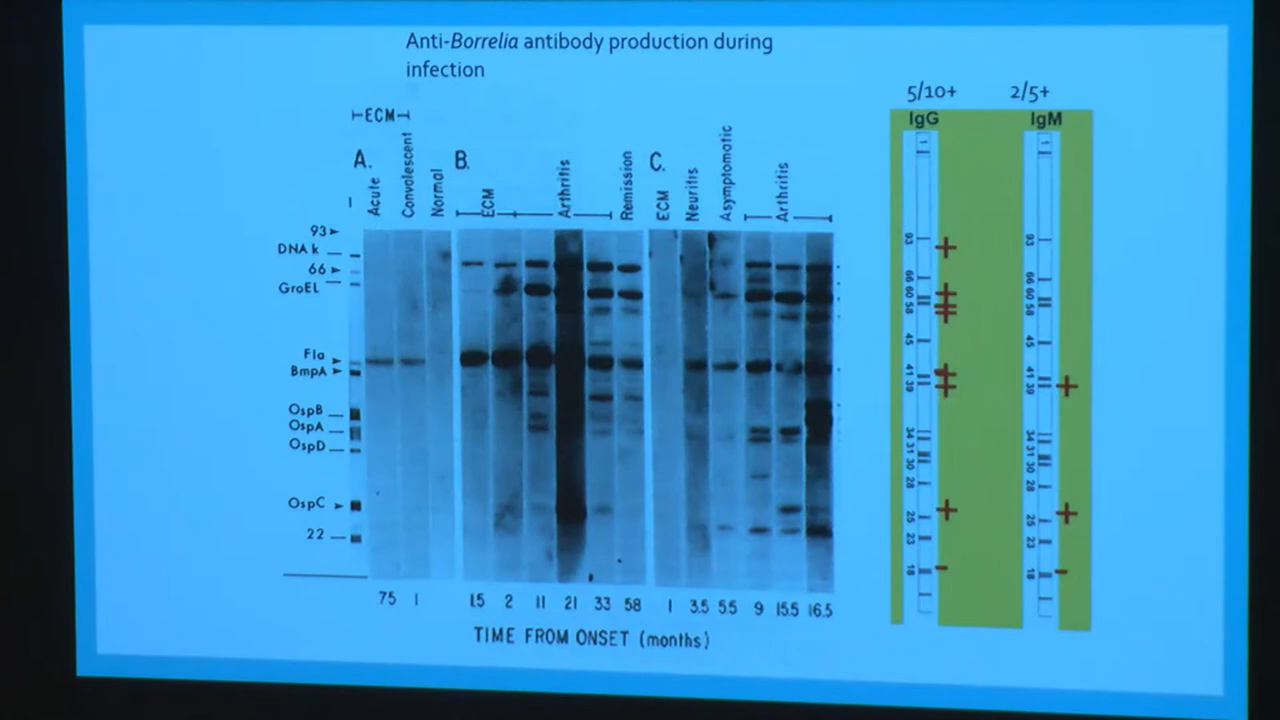 Anti-Borrelia antibody production during
infection
5/10+ 2/5+
IgG IgM
⊢ECM⊣
A. B. C.
Acute
Convalescent
Normal
ECM
Arthritis
Remission
ECM
Neuritis
Asymptomatic
Arthritis
93
DNA k
66
GroEL
Fla
BmpA
OspB
OspA
OspD
OspC
22
.75 1 1.5 2 11 21 33 58 1 3.5 5.5 9 15.5 16.5
TIME FROM ONSET (months)
1
93
66
60
58
45
41
39
34
31
30
28
25
23
18
1
93
66
60
58
45
41
39
34
31
30
28
25
23
18